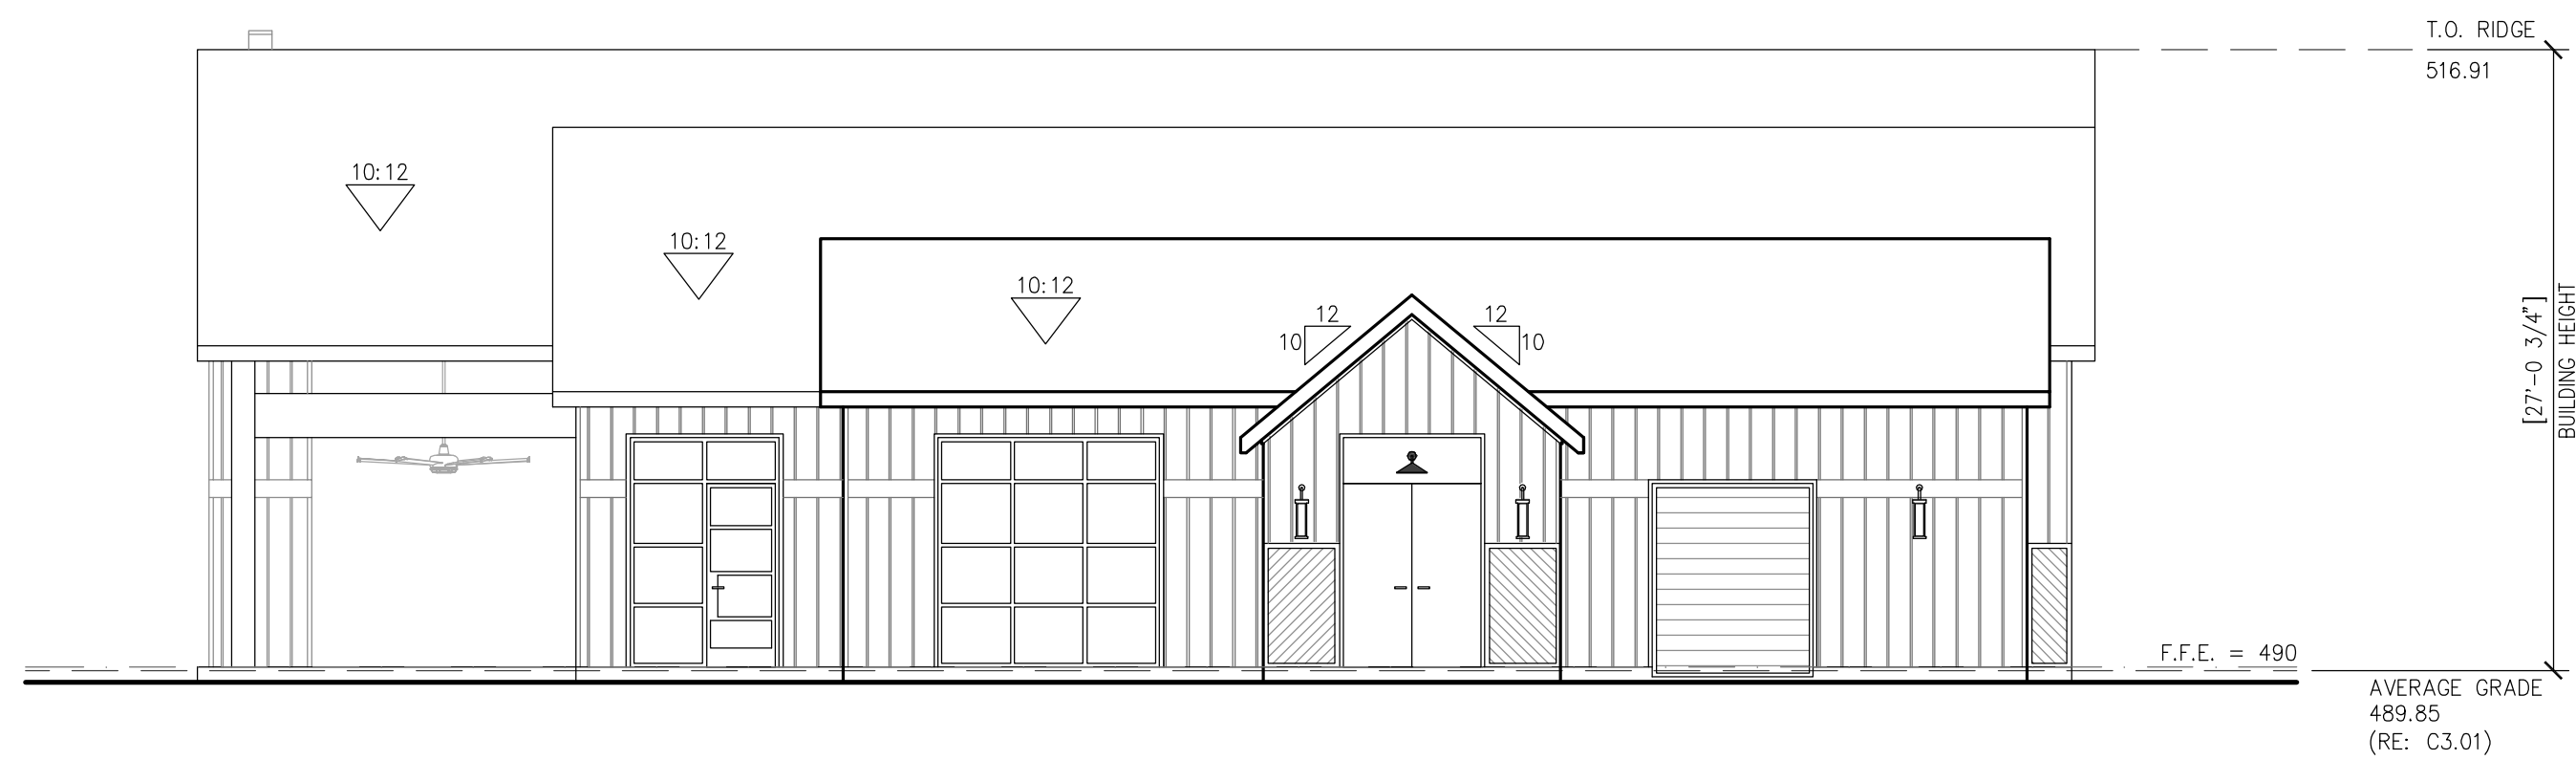 T.O. RIDGE
516.91
10:12
10:12
10:12
12
10
12
10
[27'-0 3/4"]
BUILDING HEIGHT
F.F.E. = 490
AVERAGE GRADE
489.85
(RE: C3.01)